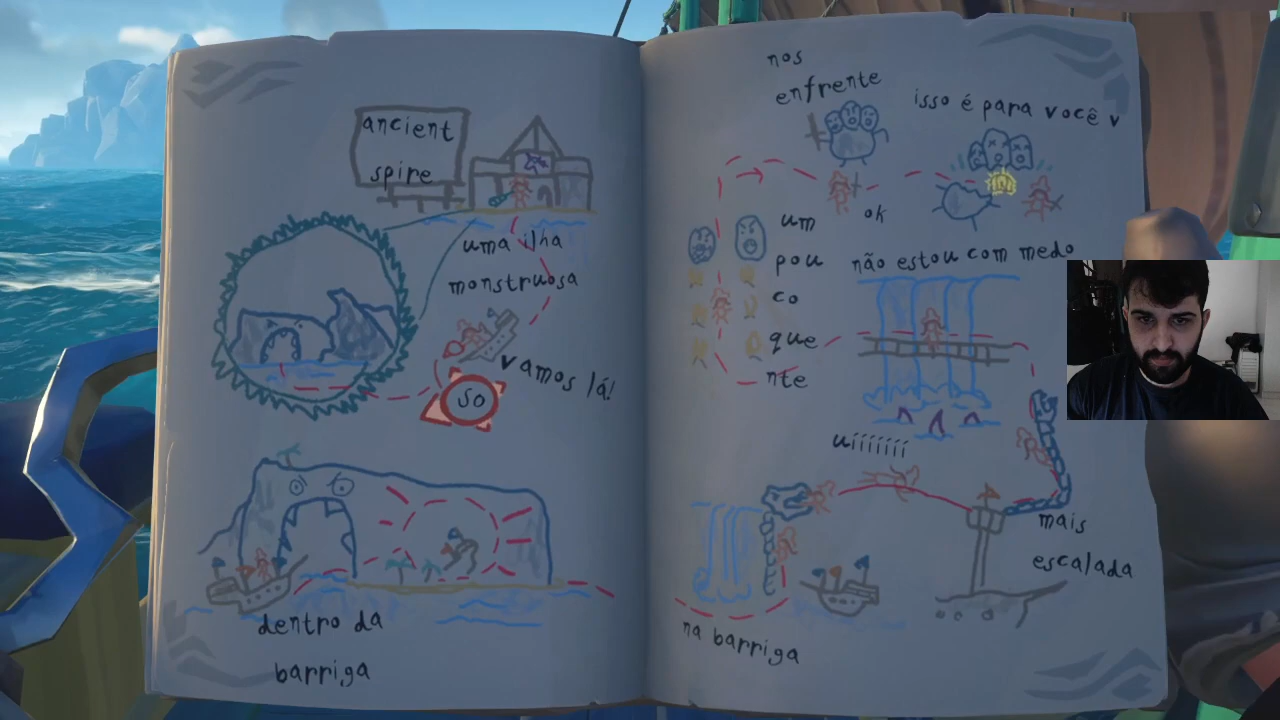 ancient
spire
uma ilha
monstruosa
vamos lá!
SO
dentro da
barriga
nos
enfrente
isso é para você v
ok
um
pou
co
que
nte
não estou com medo
uííííííí
mais
escalada
na barriga